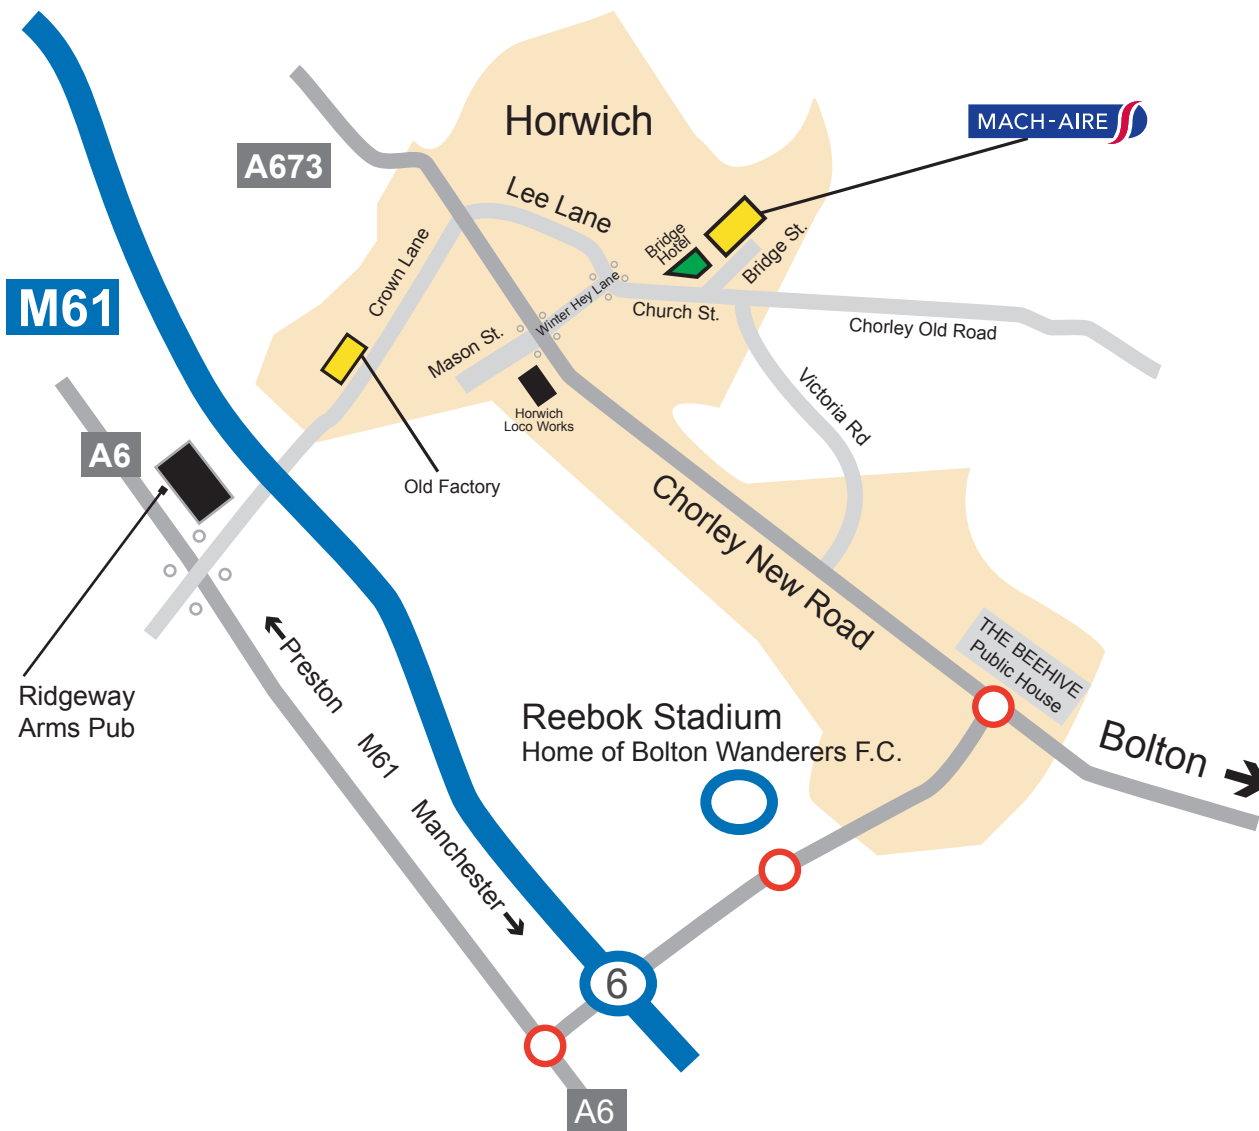 Horwich
MACH-AIRE
A673
Lee Lane
Bridge
Hotel
Bridge St.
Crown Lane
M61
Winter Hey Lane
Church St.
Chorley Old Road
Mason St.
Victoria Rd
Horwich
Loco Works
A6
Old Factory
Chorley New Road
THE BEEHIVE
Public House
Preston
Ridgeway
Arms Pub
Reebok Stadium
Home of Bolton Wanderers F.C.
Bolton
M61
Manchester
6
A6